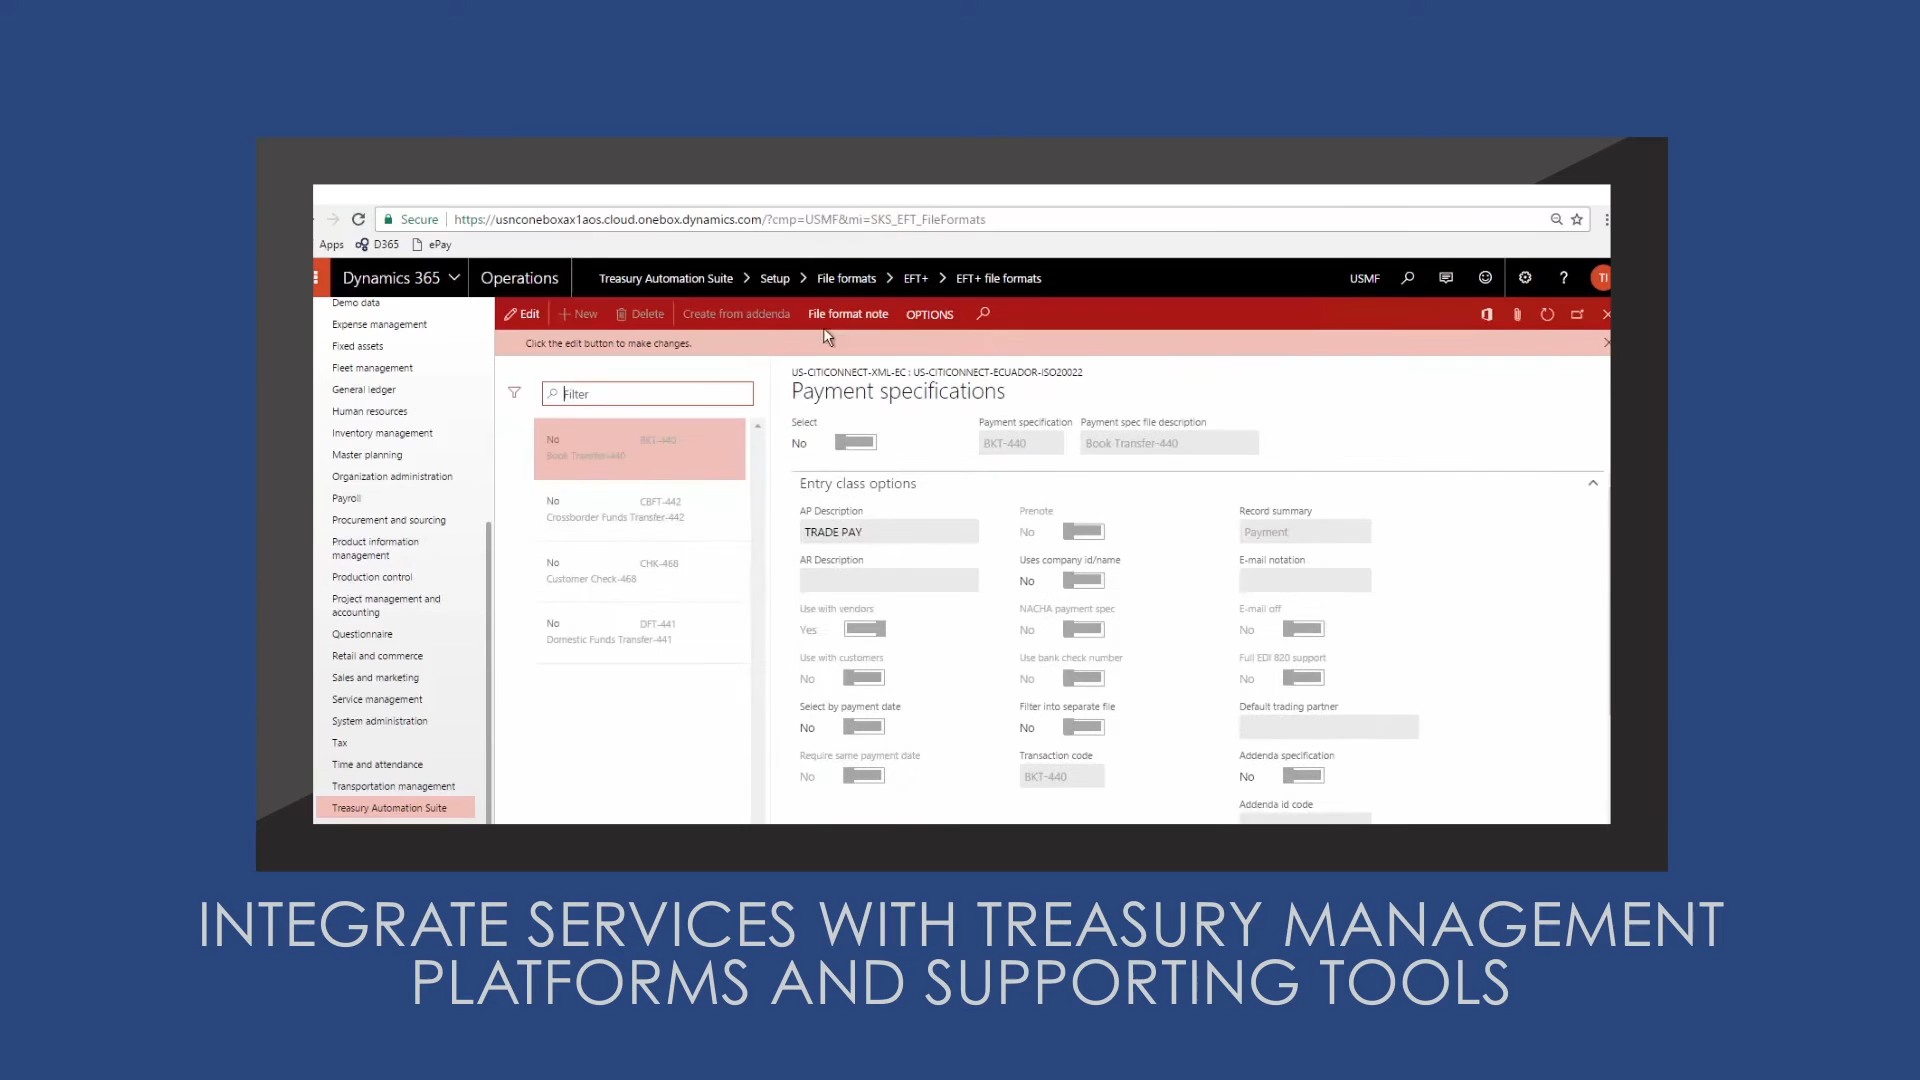 Secure https://usnconeboxax1aos.cloud.onebox.dynamics.com/?cmp=USMF&mi=SKS_EFT_FileFormats
Apps D365 ePay
Dynamics 365 Operations Treasury Automation Suite > Setup > File formats > EFT+ > EFT+ file formats USMF ? TI
Demo data
Expense management
Fixed assets
Fleet management
General ledger
Human resources
Inventory management
Master planning
Organization administration
Payroll
Procurement and sourcing
Product information
management
Production control
Project management and
accounting
Questionnaire
Retail and commerce
Sales and marketing
Service management
System administration
Tax
Time and attendance
Transportation management
Treasury Automation Suite
Edit + New Delete Create from addenda File format note OPTIONS
Click the edit button to make changes.
Filter
No BKT-440
Book Transfer-440
No CBFT-442
Crossborder Funds Transfer-442
No CHK-468
Customer Check-468
No DFT-441
Domestic Funds Transfer-441
US-CITICONNECT-XML-EC : US-CITICONNECT-ECUADOR-ISO20022
Payment specifications
Select Payment specification Payment spec file description
No BKT-440 Book Transfer-440
Entry class options
AP Description Prenote Record summary
TRADE PAY No Payment
AR Description Uses company id/name E-mail notation
No
Use with vendors NACHA payment spec E-mail off
Yes No No
Use with customers Use bank check number Full EDI 820 support
No No No
Select by payment date Filter into separate file Default trading partner
No No
Require same payment date Transaction code Addenda specification
No BKT-440 No
Addenda id code
INTEGRATE SERVICES WITH TREASURY MANAGEMENT
PLATFORMS AND SUPPORTING TOOLS